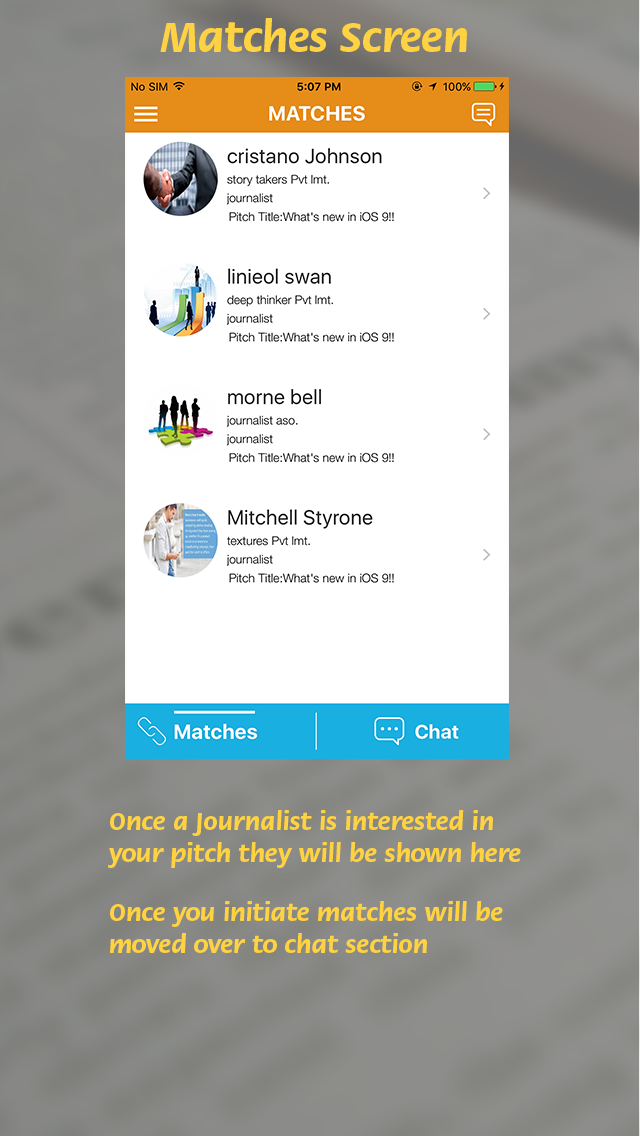 Matches Screen
No SIM 5:07 PM 100%
MATCHES
cristano Johnson
story takers Pvt lmt.
journalist
Pitch Title:What's new in iOS 9!!
linieol swan
deep thinker Pvt lmt.
journalist
Pitch Title:What's new in iOS 9!!
morne bell
journalist aso.
journalist
Pitch Title:What's new in iOS 9!!
Mitchell Styrone
textures Pvt lmt.
journalist
Pitch Title:What's new in iOS 9!!
Matches Chat
Once a Journalist is interested in
your pitch they will be shown here
Once you initiate matches will be
moved over to chat section